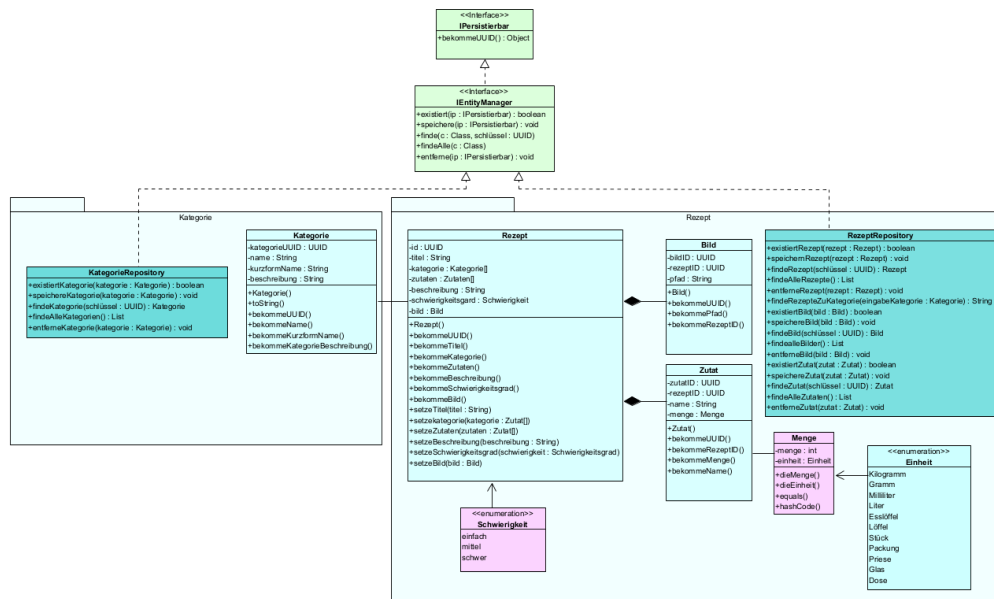 <<Interface>>
IPersistierbar
+bekommeUUID() : Object
<<Interface>>
IEntityManager
+existiert(ip : IPersistierbar) : boolean
+speichere(ip : IPersistierbar) : void
+finde(c : Class, schlüssel : UUID)
+findeAlle(c : Class)
+entferne(ip : IPersistierbar) : void
Kategorie
KategorieRepository
+existiertKategorie(kategorie : Kategorie) : boolean
+speichereKategorie(kategorie : Kategorie) : void
+findeKategorie(schlüssel : UUID) : Kategorie
+findeAlleKategorien() : List
+entferneKategorie(kategorie : Kategorie) : void
Kategorie
-kategorieUUID : UUID
-name : String
-kurzformName : String
-beschreibung : String
+Kategorie()
+toString()
+bekommeUUID()
+bekommeName()
+bekommeKurzformName()
+bekommeKategorieBeschreibung()
Rezept
Rezept
-id : UUID
-titel : String
-kategorie : Kategorie[]
-zutaten : Zutaten[]
-beschreibung : String
-schwierigkeitsgard : Schwierigkeit
-bild : Bild
+Rezept()
+bekommeUUID()
+bekommeTitel()
+bekommeKategorie()
+bekommeZutaten()
+bekommeBeschreibung()
+bekommeSchwierigkeitsgrad()
+bekommeBild()
+setzeTitel(titel : String)
+setzekategorie(kategorie : Zutat[])
+setzeZutaten(zutaten : Zutat[])
+setzeBeschreibung(beschreibung : String)
+setzeSchwierigkeitsgrad(schwierigkeit : Schwierigkeitsgrad)
+setzeBild(bild : Bild)
<<enumeration>>
Schwierigkeit
einfach
mittel
schwer
Bild
-bildID : UUID
-rezeptID : UUID
-pfad : String
+Bild()
+bekommeUUID()
+bekommePfad()
+bekommeRezeptID()
Zutat
-zutatID : UUID
-rezeptID : UUID
-name : String
-menge : Menge
+Zutat()
+bekommeUUID()
+bekommeRezeptID()
+bekommeMenge()
+bekommeName()
RezeptRepository
+existiertRezept(rezept : Rezept) : boolean
+speichernRezept(rezept : Rezept) : void
+findeRezept(schlüssel : UUID) : Rezept
+findeAlleRezepte() : List
+entferneRezept(rezept : Rezept) : void
+findeRezepteZuKategorie(eingabeKategorie : Kategorie) : String
+existiertBild(bild : Bild) : boolean
+speichereBild(bild : Bild) : void
+findeBild(schlüssel : UUID) : Bild
+findealleBilder() : List
+entferneBild(bild : Bild) : void
+existiertZutat(zutat : Zutat) : boolean
+speichereZutat(zutat : Zutat) : void
+findeZutat(schlüssel : UUID) : Zutat
+findeAlleZutaten() : List
+entferneZutat(zutat : Zutat) : void
Menge
-menge : int
-einheit : Einheit
+dieMenge()
+dieEinheit()
+equals()
+hashCode()
<<enumeration>>
Einheit
Kilogramm
Gramm
Milliliter
Liter
Esslöffel
Löffel
Stück
Packung
Priese
Glas
Dose